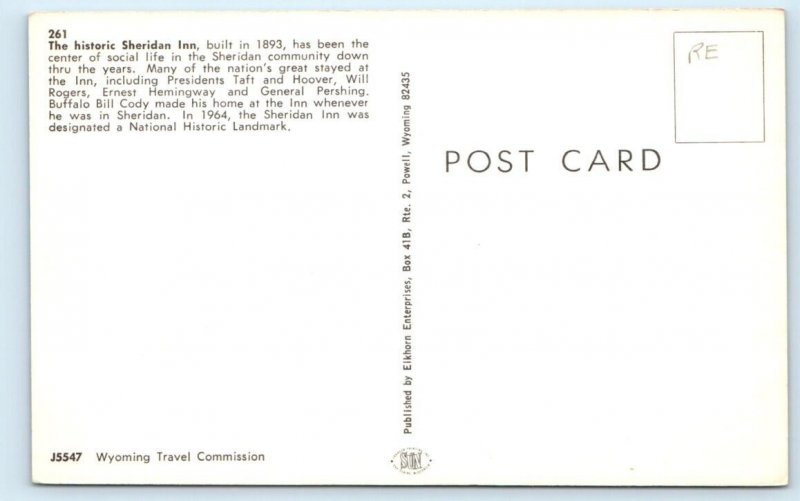 261
The historic Sheridan Inn, built in 1893, has been the
center of social life in the Sheridan community down
thru the years. Many of the nation's great stayed at
the Inn, including Presidents Taft and Hoover, Will
Rogers, Ernest Hemingway and General Pershing.
Buffalo Bill Cody made his home at the Inn whenever
he was in Sheridan. In 1964, the Sheridan Inn was
designated a National Historic Landmark.
J5547 Wyoming Travel Commission
Published by Elkhorn Enterprises, Box 41B, Rte. 2, Powell, Wyoming 82435
SUN
POST CARD
RE